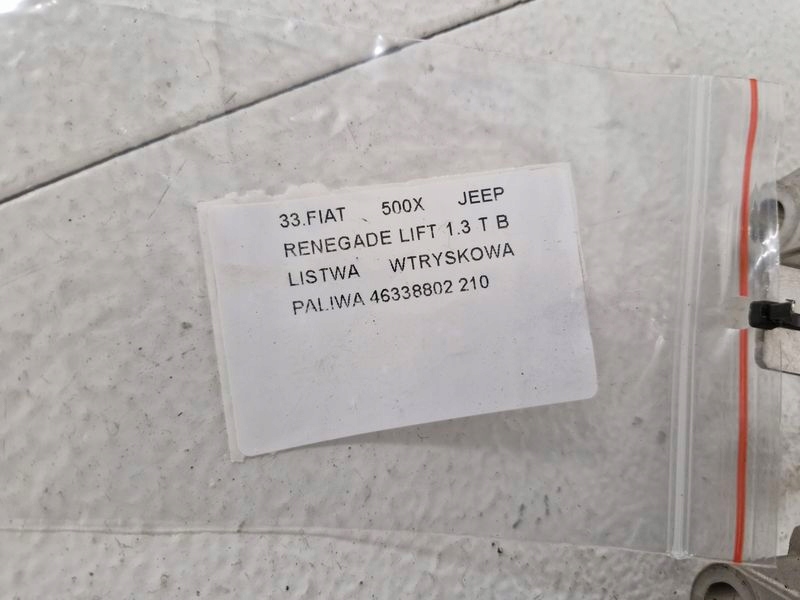 33.FIAT 500X JEEP
RENEGADE LIFT 1.3 T B
LISTWA WTRYSKOWA
PALIWA 46338802 210